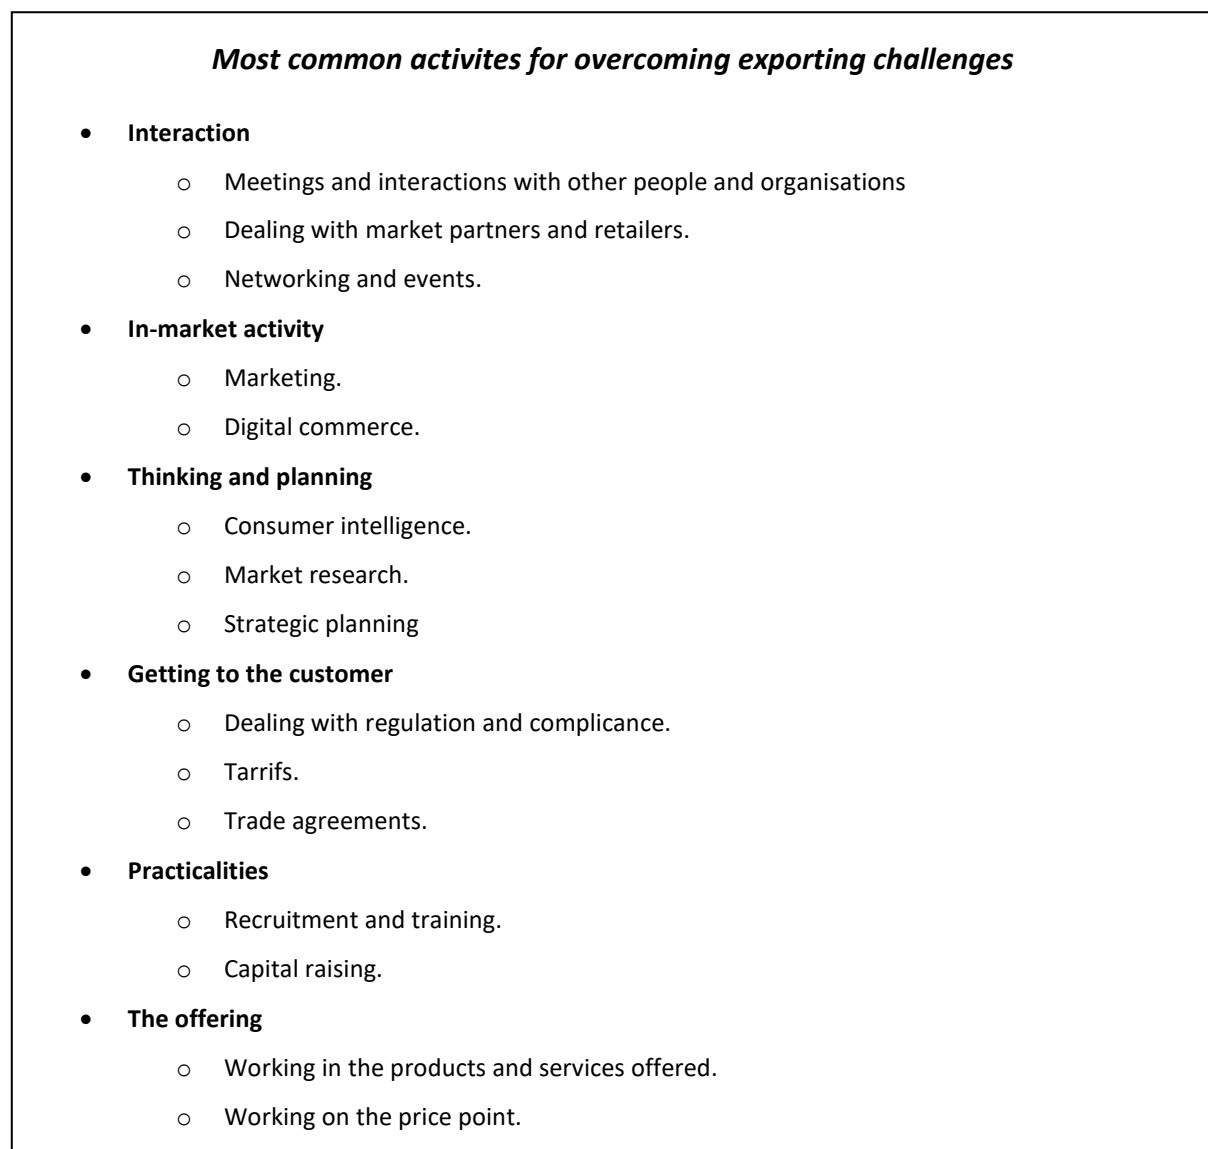 Most common activites for overcoming exporting challenges
• Interaction
o Meetings and interactions with other people and organisations
o Dealing with market partners and retailers.
o Networking and events.
• In-market activity
o Marketing.
o Digital commerce.
• Thinking and planning
o Consumer intelligence.
o Market research.
o Strategic planning
• Getting to the customer
o Dealing with regulation and complicance.
o Tarrifs.
o Trade agreements.
• Practicalities
o Recruitment and training.
o Capital raising.
• The offering
o Working in the products and services offered.
o Working on the price point.